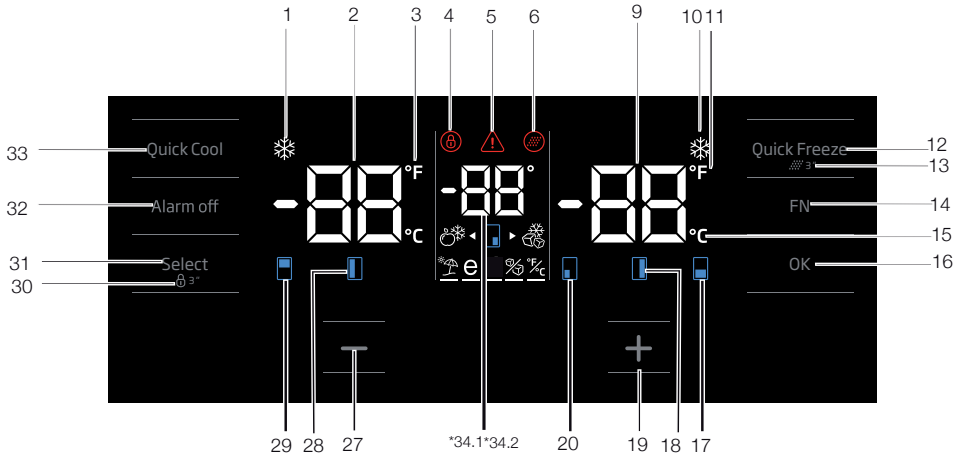 1 2 3 4 5 6 9 10 11
33 Quick Cool °F ° °F Quick Freeze 12
3" 13
-88 -88 -88
32 Alarm off FN 14
°C °C 15
31 Select e °F/°C OK 16
30 3"
29 28 27 *34.1*34.2 20 19 18 17